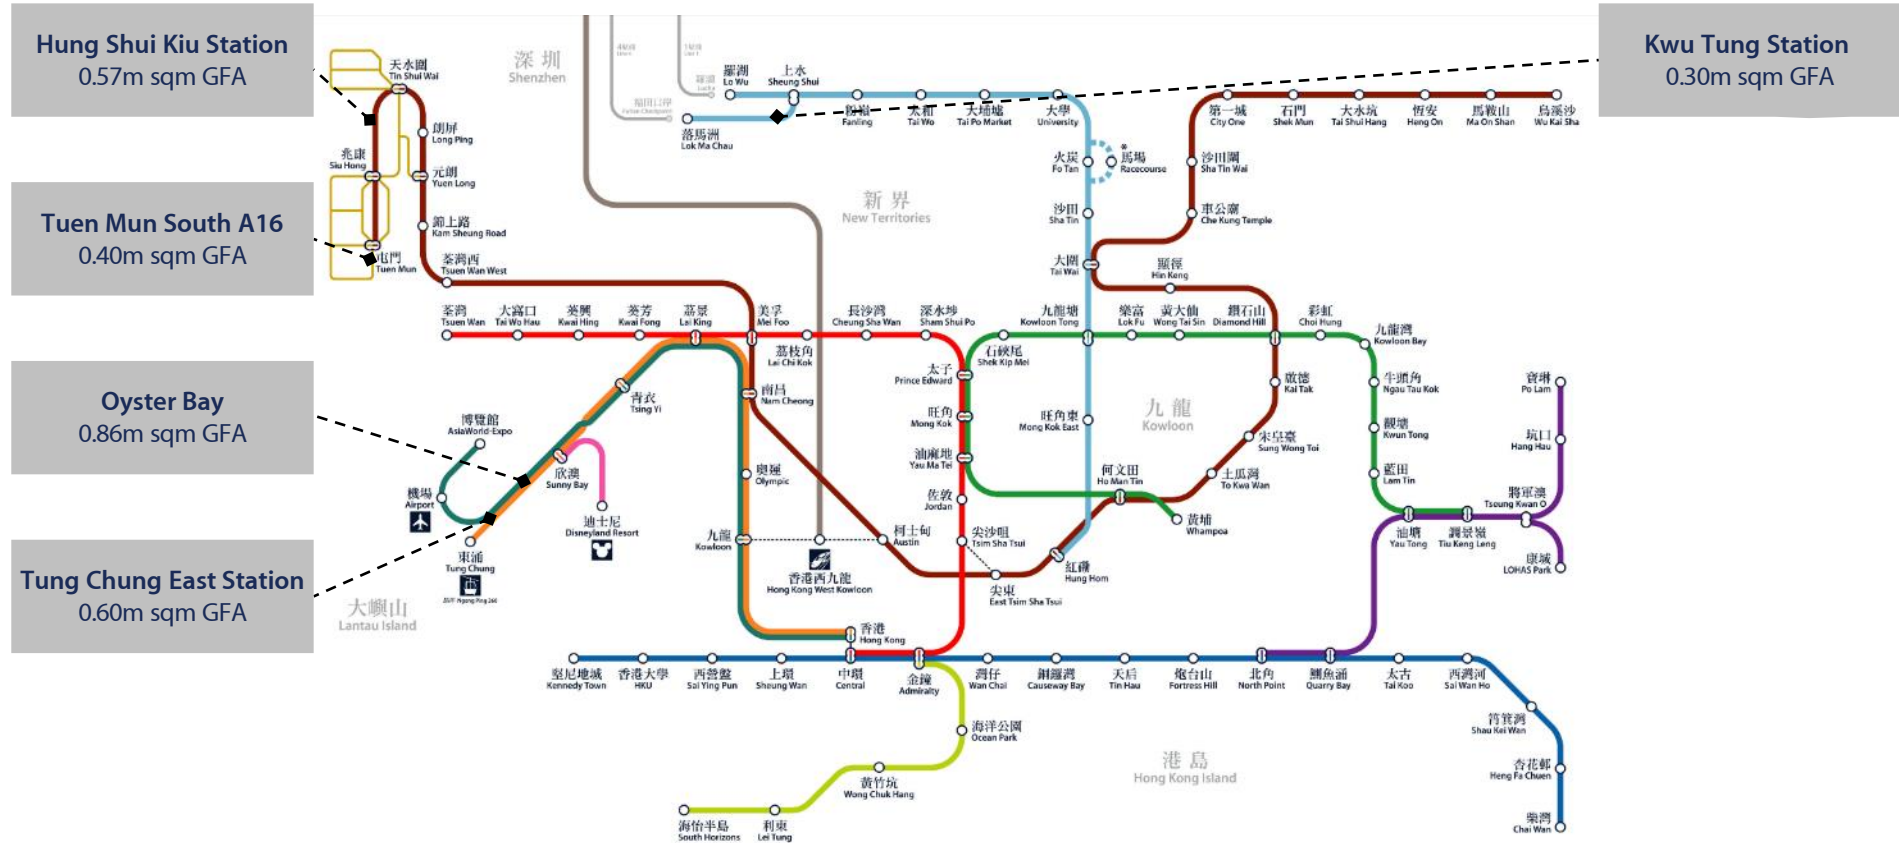 Hung Shui Kiu Station
0.57m sqm GFA
Tuen Mun South A16
0.40m sqm GFA
Oyster Bay
0.86m sqm GFA
Tung Chung East Station
0.60m sqm GFA
Kwu Tung Station
0.30m sqm GFA
深圳
Shenzhen
新界
New Territories
九龍
Kowloon
大嶼山
Lantau Island
港島
Hong Kong Island
天水圍
Tin Shui Wai
朗屏
Long Ping
兆康
Siu Hong
元朗
Yuen Long
錦上路
Kam Sheung Road
屯門
Tuen Mun
荃灣西
Tsuen Wan West
羅湖
Lo Wu
上水
Sheung Shui
落馬洲
Lok Ma Chau
粉嶺
Fanling
太和
Tai Wo
大埔墟
Tai Po Market
大學
University
火炭
Fo Tan
馬場
Racecourse
沙田
Sha Tin
大圍
Tai Wai
第一城
City One
石門
Shek Mun
大水坑
Tai Shui Hang
恆安
Heng On
馬鞍山
Ma On Shan
烏溪沙
Wu Kai Sha
沙田圍
Sha Tin Wai
車公廟
Che Kung Temple
顯徑
Hin Keng
荃灣
Tsuen Wan
大窩口
Tai Wo Hau
葵興
Kwai Hing
葵芳
Kwai Fong
荔景
Lai King
美孚
Mei Foo
荔枝角
Lai Chi Kok
長沙灣
Cheung Sha Wan
深水埗
Sham Shui Po
石硤尾
Shek Kip Mei
九龍塘
Kowloon Tong
樂富
Lok Fu
黃大仙
Wong Tai Sin
鑽石山
Diamond Hill
彩虹
Choi Hung
九龍灣
Kowloon Bay
太子
Prince Edward
旺角
Mong Kok
油麻地
Yau Ma Tei
佐敦
Jordan
尖沙咀
Tsim Sha Tsui
尖東
East Tsim Sha Tsui
旺角東
Mong Kok East
何文田
Ho Man Tin
黃埔
Whampoa
紅磡
Hung Hom
啟德
Kai Tak
宋皇臺
Sung Wong Toi
土瓜灣
To Kwa Wan
牛頭角
Ngau Tau Kok
觀塘
Kwun Tong
藍田
Lam Tin
油塘
Yau Tong
調景嶺
Tiu Keng Leng
將軍澳
Tseung Kwan O
寶琳
Po Lam
坑口
Hang Hau
康城
LOHAS Park
青衣
Tsing Yi
南昌
Nam Cheong
奧運
Olympic
九龍
Kowloon
香港西九龍
Hong Kong West Kowloon
柯士甸
Austin
博覽館
AsiaWorld-Expo
機場
Airport
欣澳
Sunny Bay
迪士尼
Disneyland Resort
東涌
Tung Chung
香港
Hong Kong
堅尼地城
Kennedy Town
香港大學
HKU
西營盤
Sai Ying Pun
上環
Sheung Wan
中環
Central
金鐘
Admiralty
灣仔
Wan Chai
銅鑼灣
Causeway Bay
天后
Tin Hau
炮台山
Fortress Hill
北角
North Point
鰂魚涌
Quarry Bay
太古
Tai Koo
西灣河
Sai Wan Ho
筲箕灣
Shau Kei Wan
杏花邨
Heng Fa Chuen
柴灣
Chai Wan
海洋公園
Ocean Park
黃竹坑
Wong Chuk Hang
利東
Lei Tung
海怡半島
South Horizons